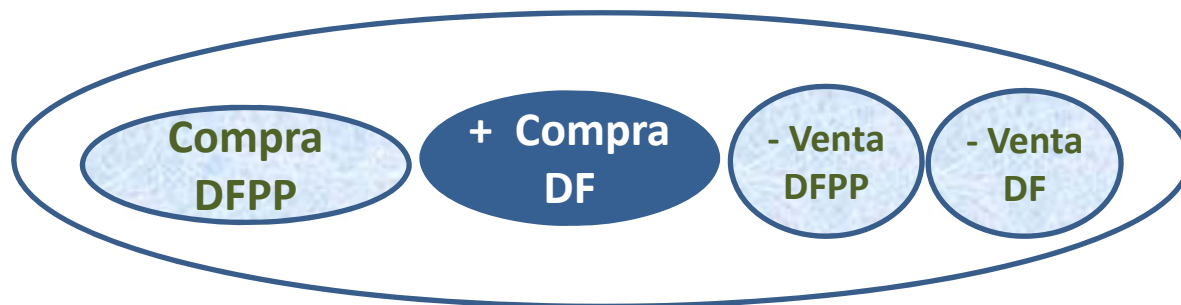 Compra
DFPP
+ Compra
DF
- Venta
DFPP
- Venta
DF